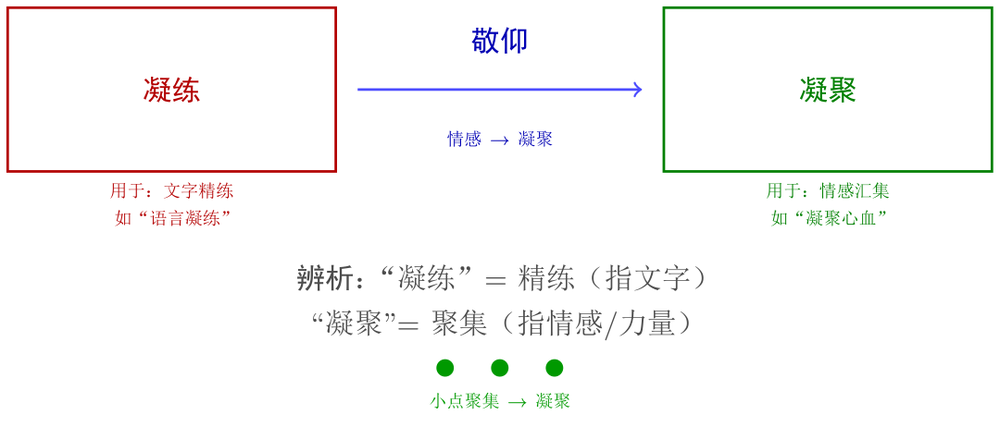 敬仰
凝练
凝聚
情感 → 凝聚
用于：文字精练
如“语言凝练”
用于：情感汇集
如“凝聚心血”
辨析：“凝练”＝ 精练（指文字）
“凝聚”= 聚集（指情感/力量）
小点聚集 → 凝聚